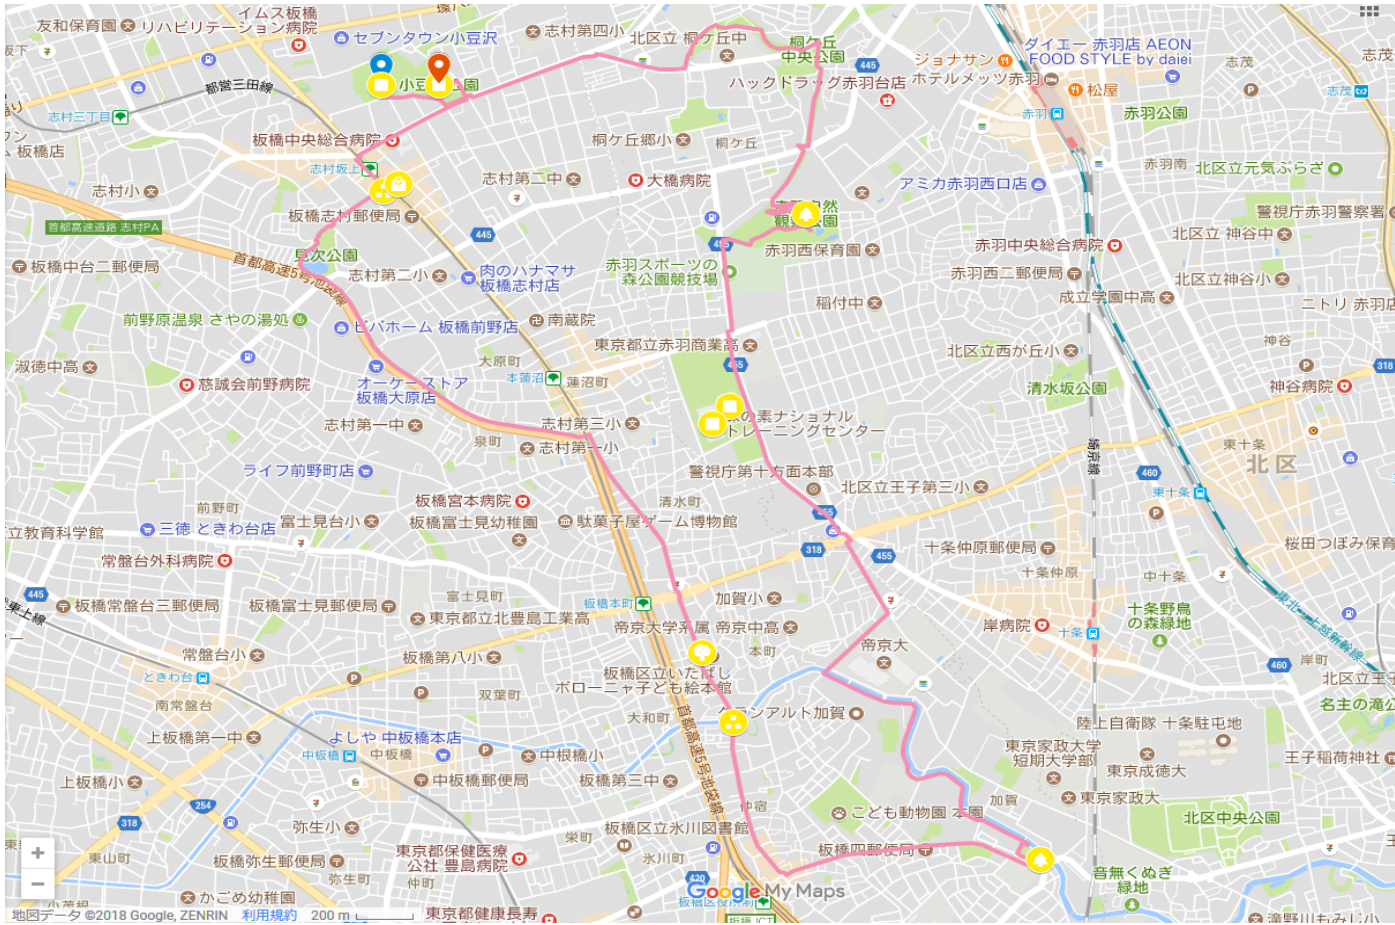 友和保育園
イムス板橋
リハビリテーション病院
セブンタウン小豆沢
志村第四小
北区立 桐ケ丘中
桐ケ丘
中央公園
ジョナサン
ダイエー 赤羽店 AEON
FOOD STYLE by daiei
志茂
ハックドラッグ赤羽台店
ホテルメッツ赤羽
松屋
445
都営三田線
志村三丁目
板橋中央総合病院
桐ケ丘郷小
桐ケ丘
赤羽
赤羽公園
志茂
志村坂上
志村第二中
大橋病院
アミカ赤羽西口店
赤羽南
北区立元気ぷらざ
志村小
板橋志村郵便局
首都高速道路 志村PA
445
赤羽西保育園
赤羽中央総合病院
警視庁赤羽警察署
北区立 神谷中
板橋中台二郵便局
見次公園
首都高速5号池袋線
志村第二小
肉のハナマサ
板橋志村店
赤羽スポーツの
森公園競技場
赤羽西二郵便局
成立学園中高
北区立神谷小
前野原温泉 さやの湯処
ビバホーム 板橋前野店
南蔵院
稲付中
ニトリ 赤羽店
淑徳中高
大原町
東京都立赤羽商業高
北区立西が丘小
神谷
慈誠会前野病院
オーケーストア
板橋大原店
本蓮沼
蓮沼町
455
清水坂公園
神谷病院
318
志村第一中
志村第三小
泉町
志村第一小
味の素ナショナル
トレーニングセンター
埼京線
東十条
北区
ライフ前野町店
警視庁第十方面本部
北区立王子第三小
460
前野町
板橋宮本病院
清水町
東十条
三徳 ときわ台店
富士見台小
板橋富士見幼稚園
駄菓子屋ゲーム博物館
455
常盤台外科病院
318
455
十条仲原郵便局
十条仲原
中十条
445
板橋常盤台三郵便局
板橋富士見郵便局
富士見町
東京都立北豊島工業高
板橋本町
加賀小
帝京大学系属 帝京中高
本町
帝京大
岸病院
十条
十条野鳥
の森緑地
東北・上越新幹線
常盤台小
ときわ台
南常盤台
板橋第八小
双葉町
板橋区立いたばし
ボローニャ子ども絵本館
460
岸町
上板橋第一中
よしや 中板橋本店
中板橋
中板橋
大和町
首都高速5号池袋線
グランアルト加賀
陸上自衛隊 十条駐屯地
中根橋小
東京家政大学
短期大学部
東京成徳大
王子稲荷神社
上板橋小
中板橋郵便局
板橋第三中
254
318
仲宿
加賀
東京家政大
弥生小
こども動物園 本園
北区中央公園
栄町
板橋区立氷川図書館
板橋四郵便局
東山町
板橋弥生郵便局
弥生町
東京都保健医療
公社 豊島病院
仲町
氷川町
420
音無くぬぎ
緑地
かごめ幼稚園
東京都健康長寿
滝野川もみじ小
Google My Maps
地図データ ©2018 Google, ZENRIN
利用規約
200 m